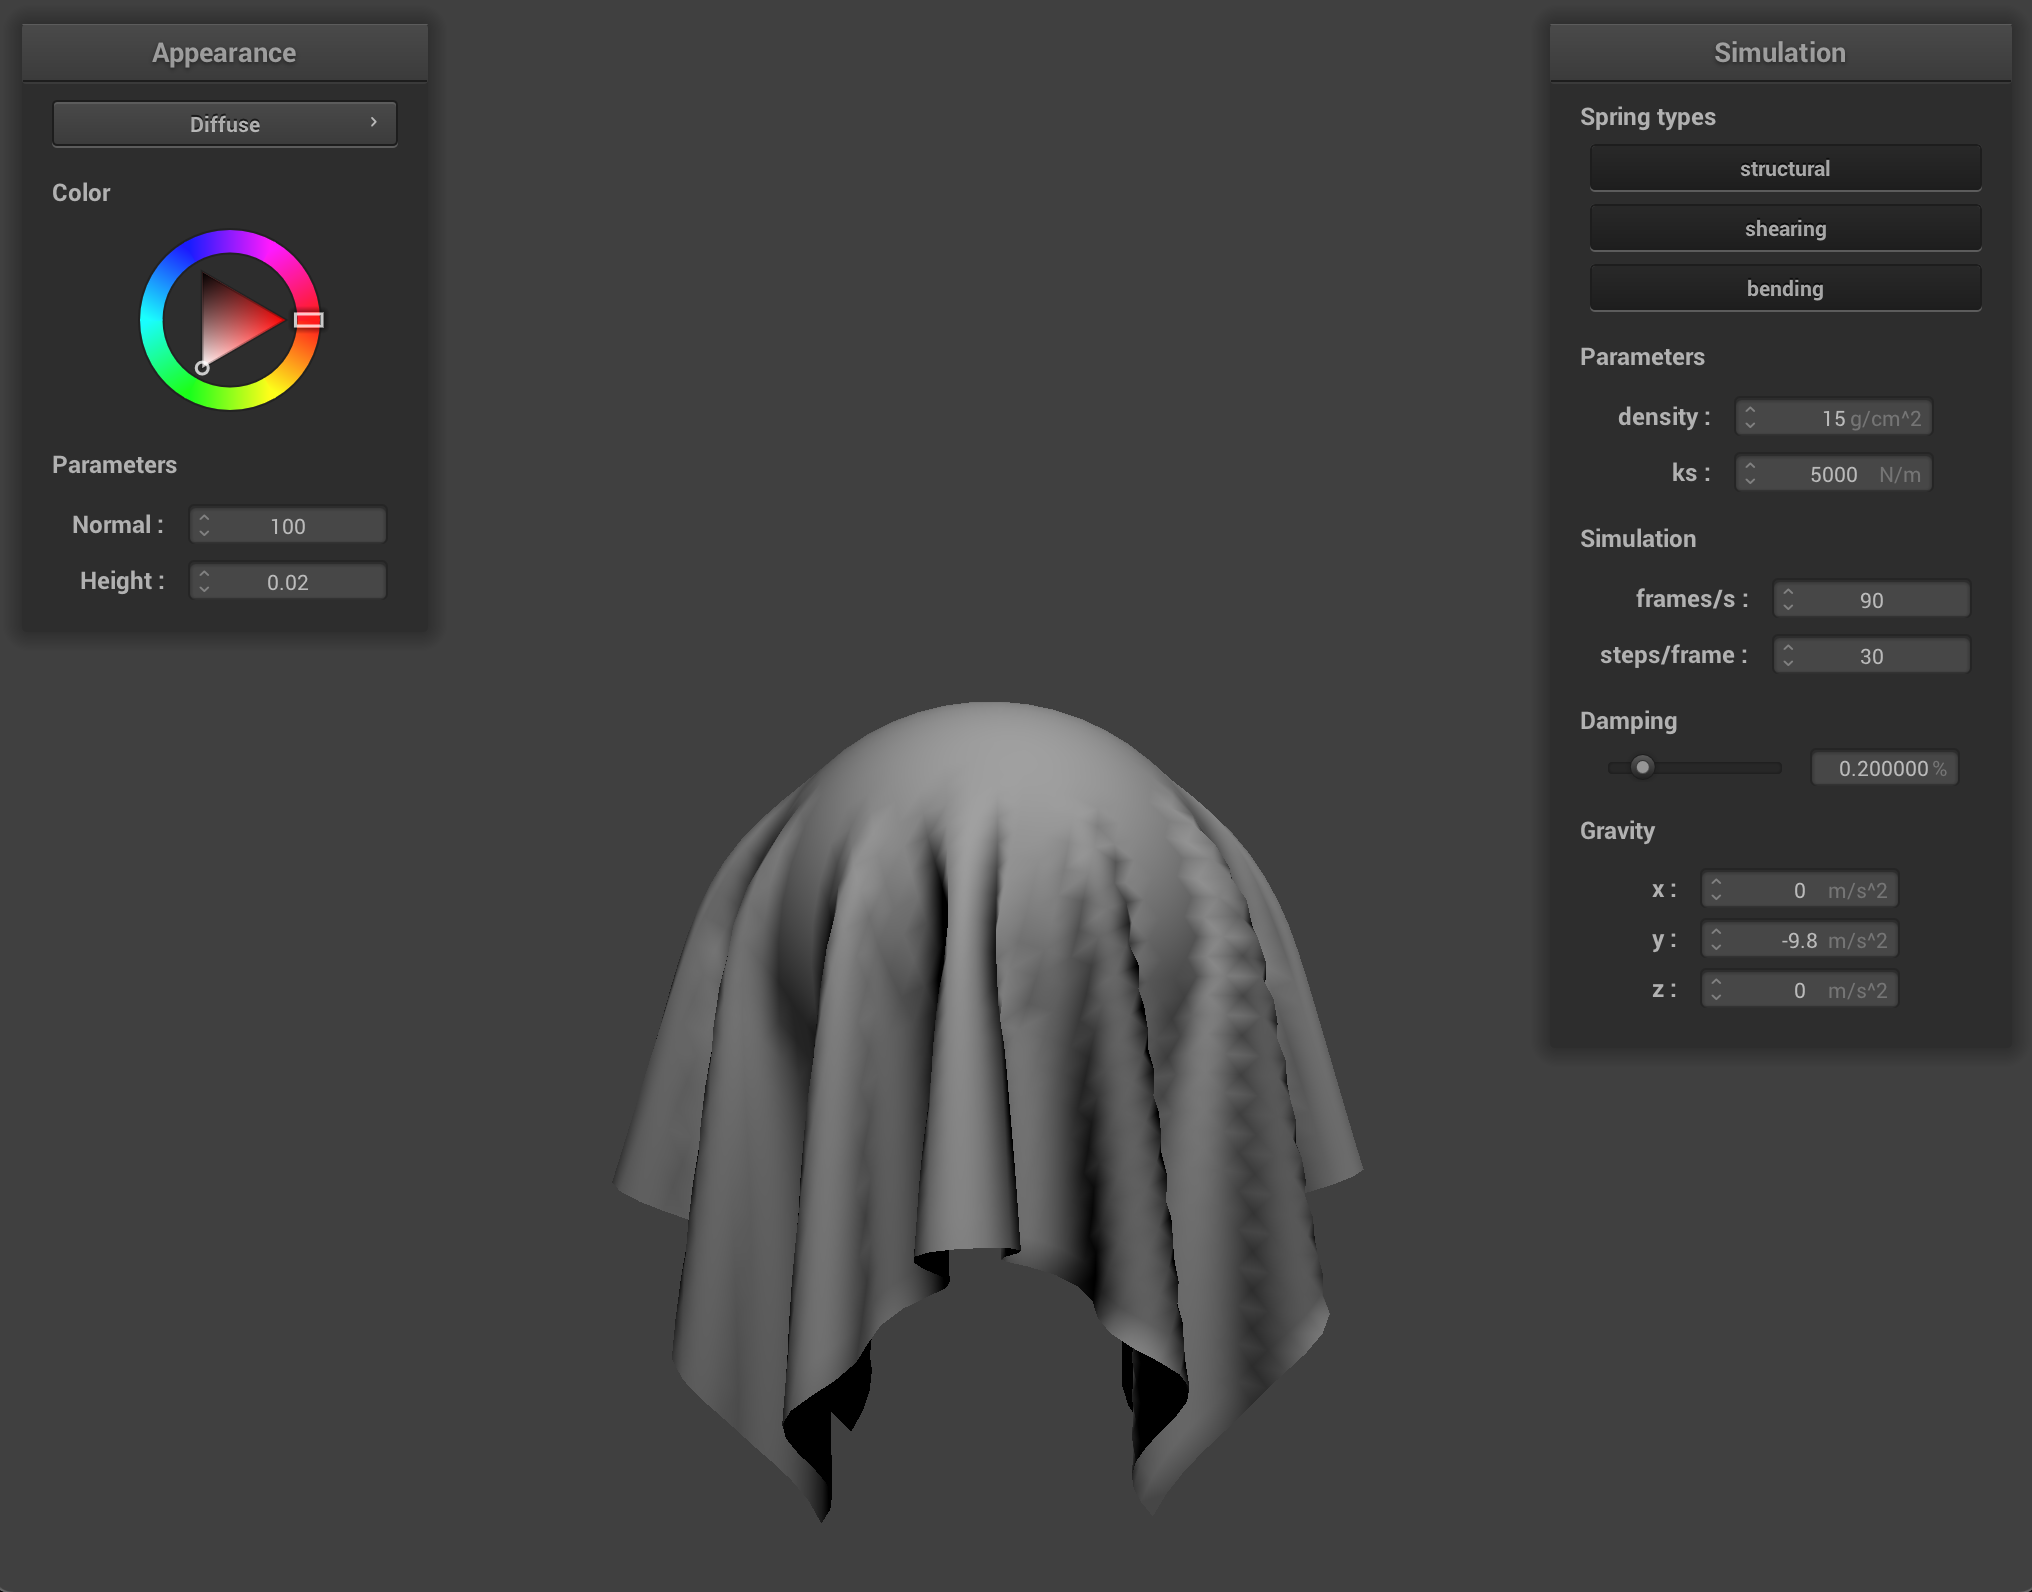 Appearance
Diffuse
Color
Parameters
Normal : 100
Height : 0.02
Simulation
Spring types
structural
shearing
bending
Parameters
density : 15 g/cm^2
ks : 5000 N/m
Simulation
frames/s : 90
steps/frame : 30
Damping
0.200000 %
Gravity
x : 0 m/s^2
y : -9.8 m/s^2
z : 0 m/s^2